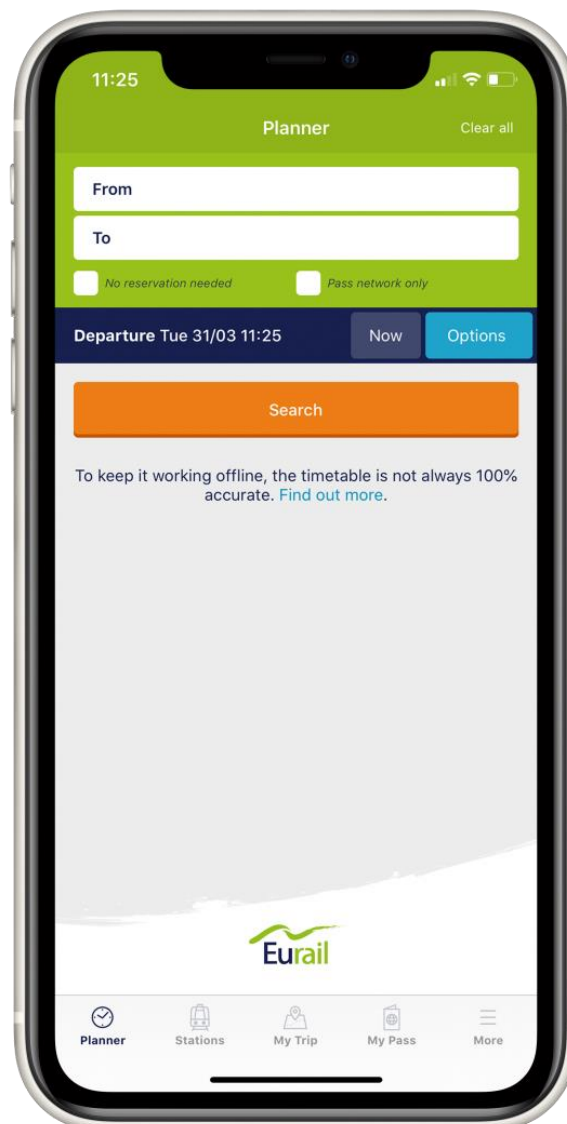 11:25
Planner
Clear all
From
To
No reservation needed
Pass network only
Departure Tue 31/03 11:25
Now
Options
Search
To keep it working offline, the timetable is not always 100%
accurate. Find out more.
Eurail
Planner
Stations
My Trip
My Pass
More